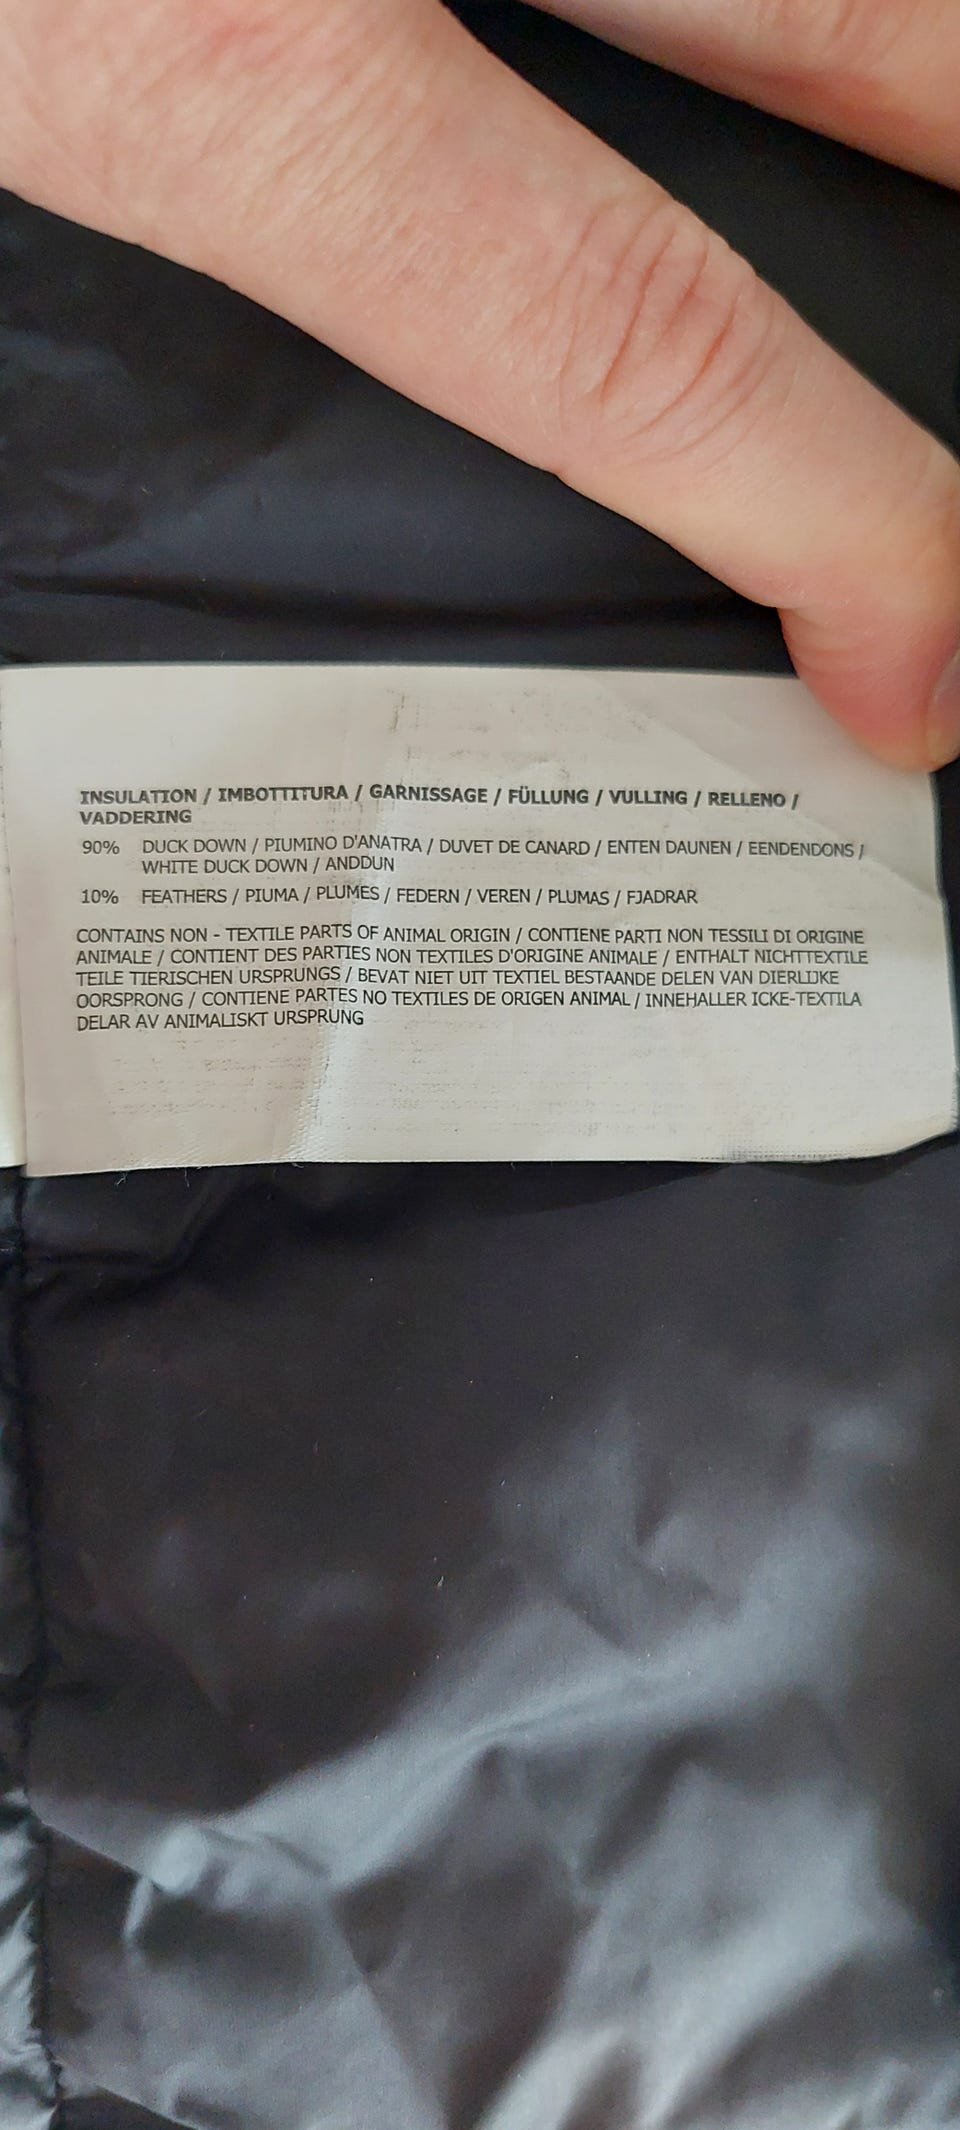 INSULATION / IMBOTTITURA / GARNISSAGE / FÜLLUNG / VULLING / RELLENO /
VADDERING
90% DUCK DOWN / PIUMINO D'ANATRA / DUVET DE CANARD / ENTEN DAUNEN / EENDENDONS /
WHITE DUCK DOWN / ANDDUN
10% FEATHERS / PIUMA / PLUMES / FEDERN / VEREN / PLUMAS / FJADRAR
CONTAINS NON - TEXTILE PARTS OF ANIMAL ORIGIN / CONTIENE PARTI NON TESSILI DI ORIGINE
ANIMALE / CONTIENT DES PARTIES NON TEXTILES D'ORIGINE ANIMALE / ENTHALT NICHTTEXTILE
TEILE TIERISCHEN URSPRUNGS / BEVAT NIET UIT TEXTIEL BESTAANDE DELEN VAN DIERLIJKE
OORSPRONG / CONTIENE PARTES NO TEXTILES DE ORIGEN ANIMAL / INNEHALLER ICKE-TEXTILA
DELAR AV ANIMALISKT URSPRUNG